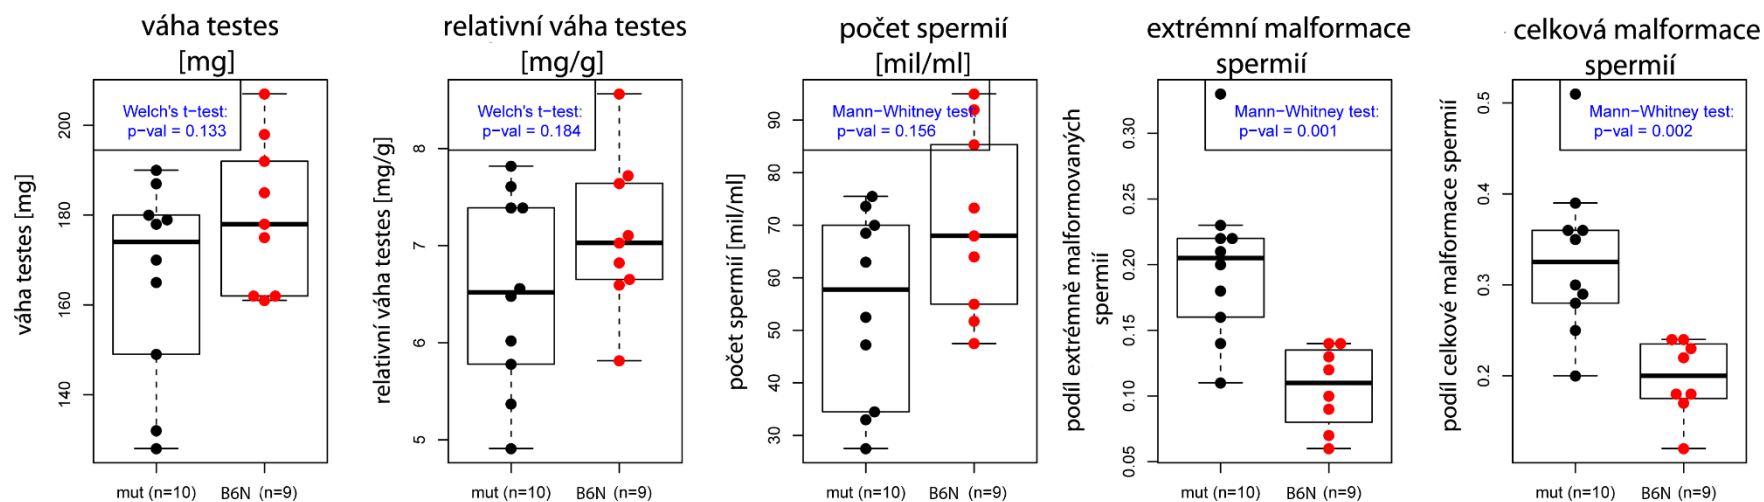 váha testes
[mg]
Welch's t-test:
p-val = 0.133
váha testes [mg]
200
180
160
140
mut (n=10)
B6N (n=9)
relativní váha testes
[mg/g]
Welch's t-test:
p-val = 0.184
relativní váha testes [mg/g]
8
7
6
5
mut (n=10)
B6N (n=9)
počet spermií
[mil/ml]
Mann-Whitney test:
p-val = 0.156
počet spermií [mil/ml]
90
80
70
60
50
40
30
mut (n=10)
B6N (n=9)
extrémní malformace
spermií
Mann-Whitney test:
p-val = 0.001
podíl extrémně malformovaných
spermií
0.30
0.25
0.20
0.15
0.10
0.05
mut (n=10)
B6N (n=9)
celková malformace
spermií
Mann-Whitney test:
p-val = 0.002
podíl celkové malformace spermií
0.5
0.4
0.3
0.2
mut (n=10)
B6N (n=9)